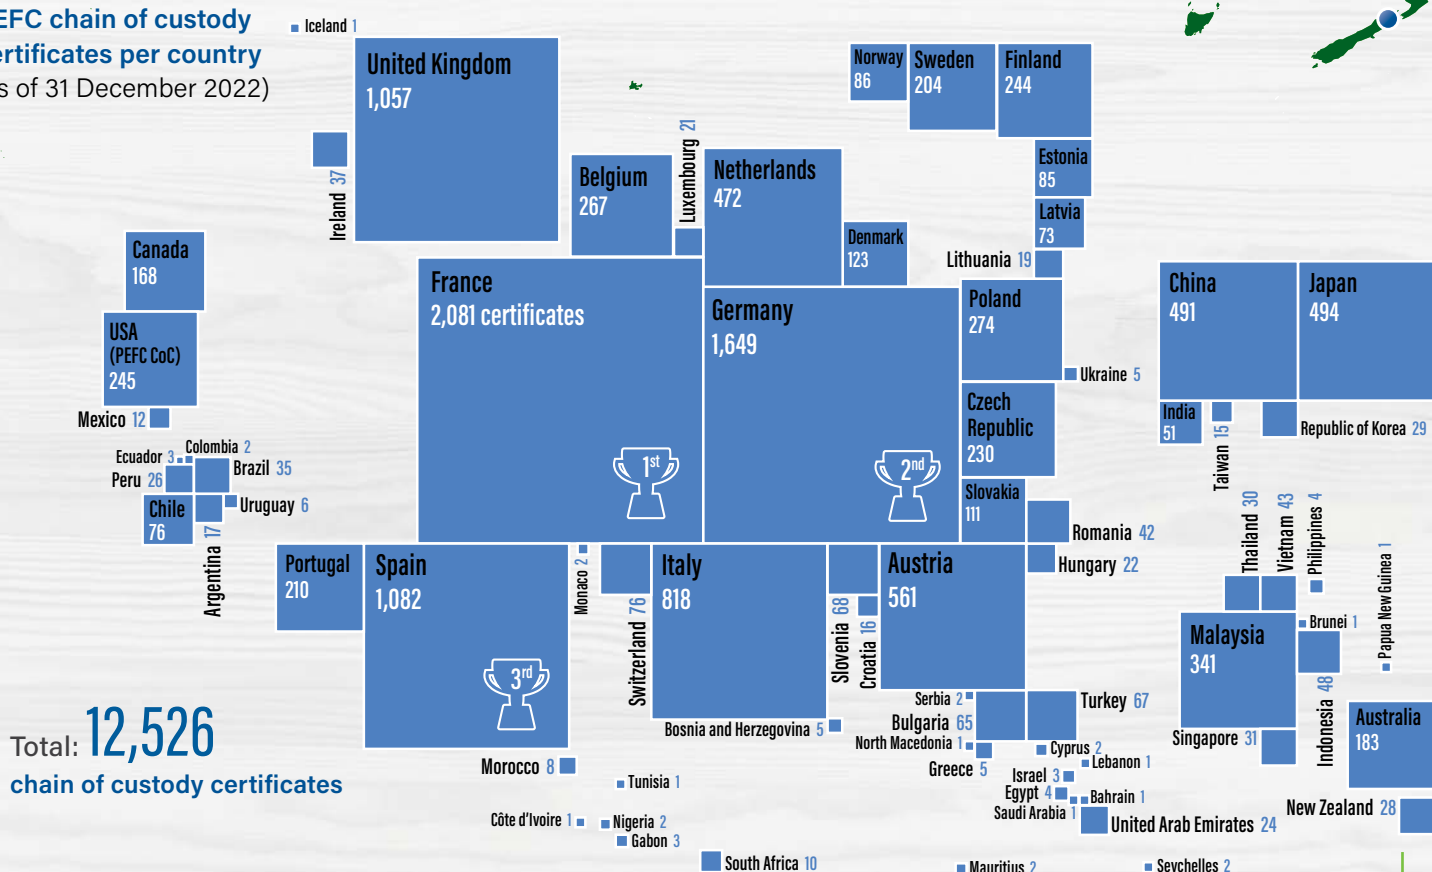 EFC chain of custody
ertificates per country
s of 31 December 2022)
Iceland 1
United Kingdom
1,057
Ireland 37
Norway
86
Sweden
204
Finland
244
Belgium
267
Luxembourg 21
Netherlands
472
Denmark
123
Estonia
85
Latvia
73
Lithuania 19
Canada
168
USA
(PEFC CoC)
245
Mexico 12
Colombia 2
Ecuador 3
Brazil 35
Peru 26
Chile
76
Uruguay 6
Argentina 17
France
2,081 certificates
1st
Germany
1,649
2nd
Poland
274
Ukraine 5
Czech
Republic
230
Slovakia
111
Romania 42
Hungary 22
China
491
Japan
494
India
51
Taiwan 15
Republic of Korea 29
Thailand 30
Vietnam 43
Philippines 4
Papua New Guinea 1
Portugal
210
Spain
1,082
3rd
Monaco 2
Switzerland 76
Italy
818
Slovenia 68
Croatia 16
Austria
561
Malaysia
341
Brunei 1
Indonesia 48
Singapore 31
Australia
183
New Zealand 28
Serbia 2
Bulgaria 65
Turkey 67
Bosnia and Herzegovina 5
North Macedonia 1
Greece 5
Cyprus 2
Lebanon 1
Israel 3
Egypt 4
Bahrain 1
Saudi Arabia 1
United Arab Emirates 24
Total: 12,526
chain of custody certificates
Morocco 8
Tunisia 1
Côte d'Ivoire 1
Nigeria 2
Gabon 3
South Africa 10
Mauritius 2
Seychelles 2